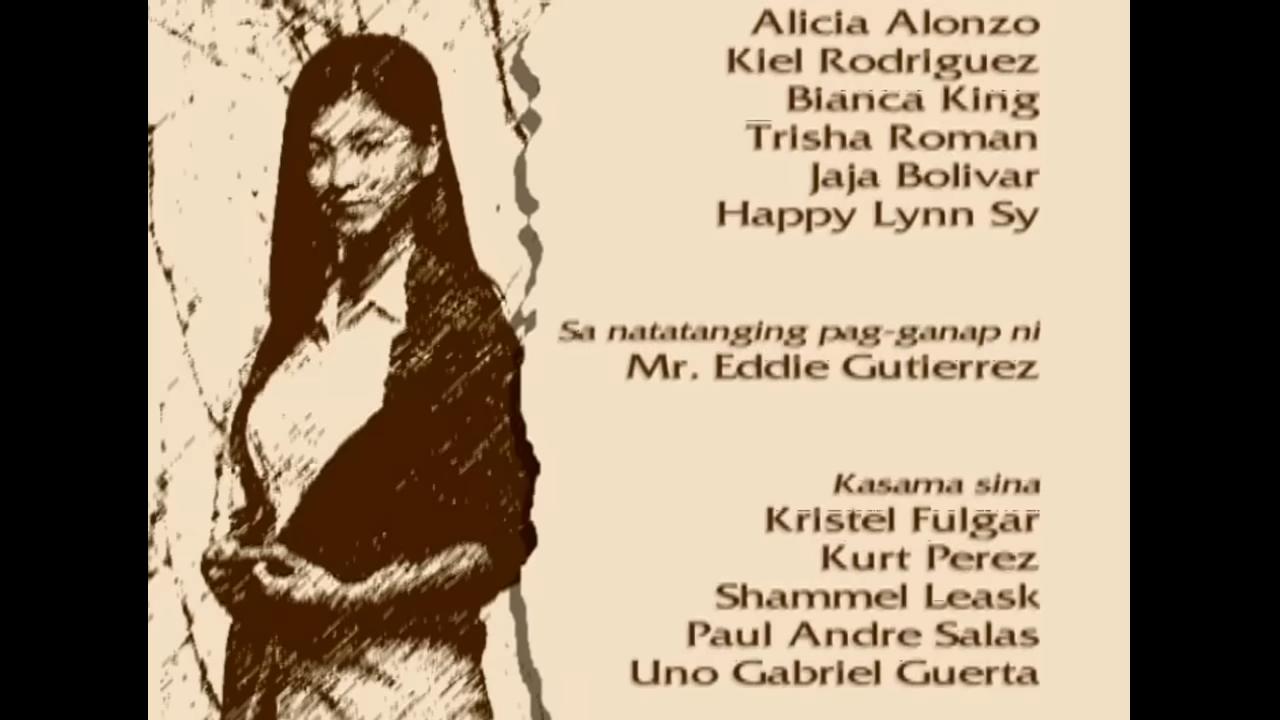 Alicia Alonzo
Kiel Rodriguez
Bianca King
Trisha Roman
Jaja Bolivar
Happy Lynn Sy
Sa natatanging pag-ganap ni
Mr. Eddie Gutierrez
Kasama sina
Kristel Fulgar
Kurt Perez
Shammel Leask
Paul Andre Salas
Uno Gabriel Guerta